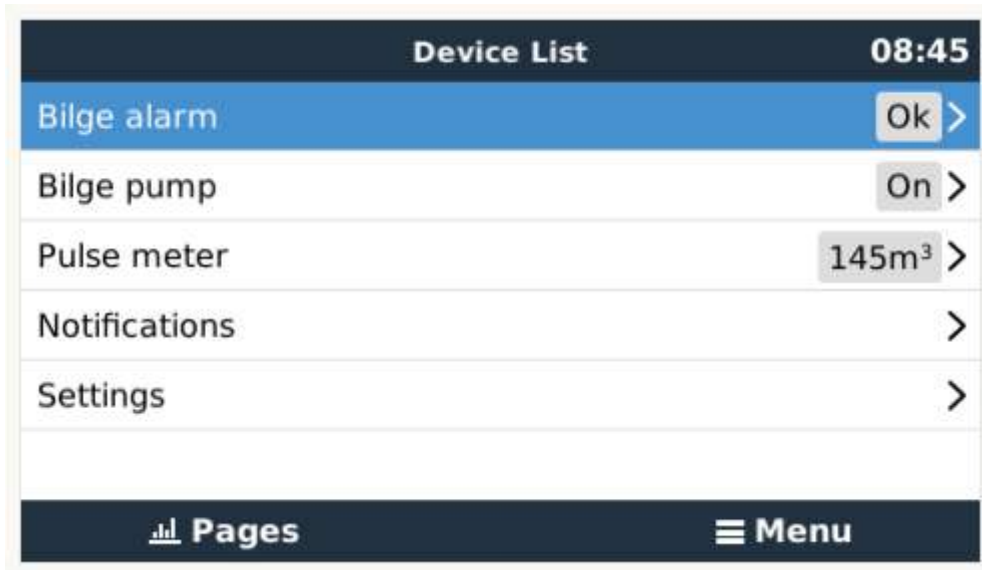 Device List 08:45
Bilge alarm Ok
Bilge pump On
Pulse meter 145m³
Notifications
Settings
Pages Menu